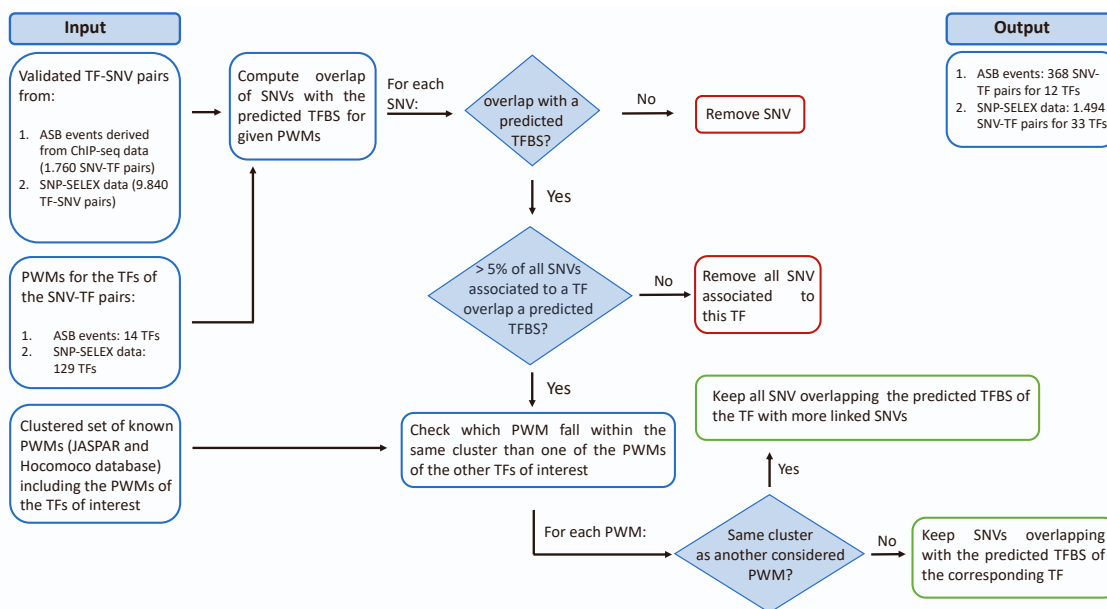 Input
Validated TF-SNV pairs
from:
1. ASB events derived
from ChIP-seq data
(1.760 SNV-TF pairs)
2. SNP-SELEX data (9.840
TF-SNV pairs)
PWMs for the TFs of
the SNV-TF pairs:
1. ASB events: 14 TFs
2. SNP-SELEX data:
129 TFs
Clustered set of known
PWMs (JASPAR and
Hocomoco database)
including the PWMs of
the TFs of interest
Compute overlap
of SNVs with the
predicted TFBS for
given PWMs
For each
SNV:
overlap with a
predicted
TFBS?
No
Remove SNV
Yes
> 5% of all SNVs
associated to a TF
overlap a predicted
TFBS?
No
Remove all SNV
associated to
this TF
Yes
Check which PWM fall within the
same cluster than one of the PWMs
of the other TFs of interest
For each PWM:
Same cluster
as another considered
PWM?
Yes
Keep all SNV overlapping the predicted TFBS of
the TF with more linked SNVs
No
Keep SNVs overlapping
with the predicted TFBS of
the corresponding TF
Output
1. ASB events: 368 SNV-
TF pairs for 12 TFs
2. SNP-SELEX data: 1.494
SNV-TF pairs for 33 TFs